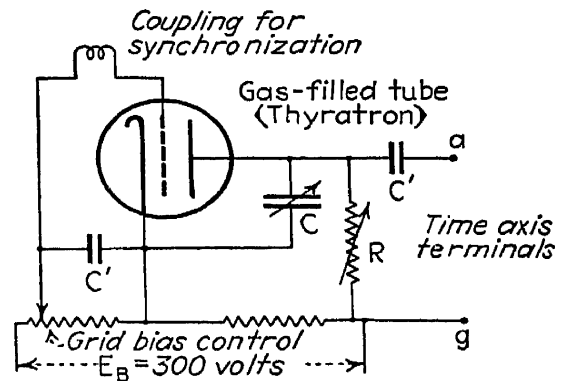 Coupling for
synchronization
Gas-filled tube
(Thyratron)
a
C'
C
R
Time axis
terminals
C'
Grid bias control
g
E_B = 300 volts